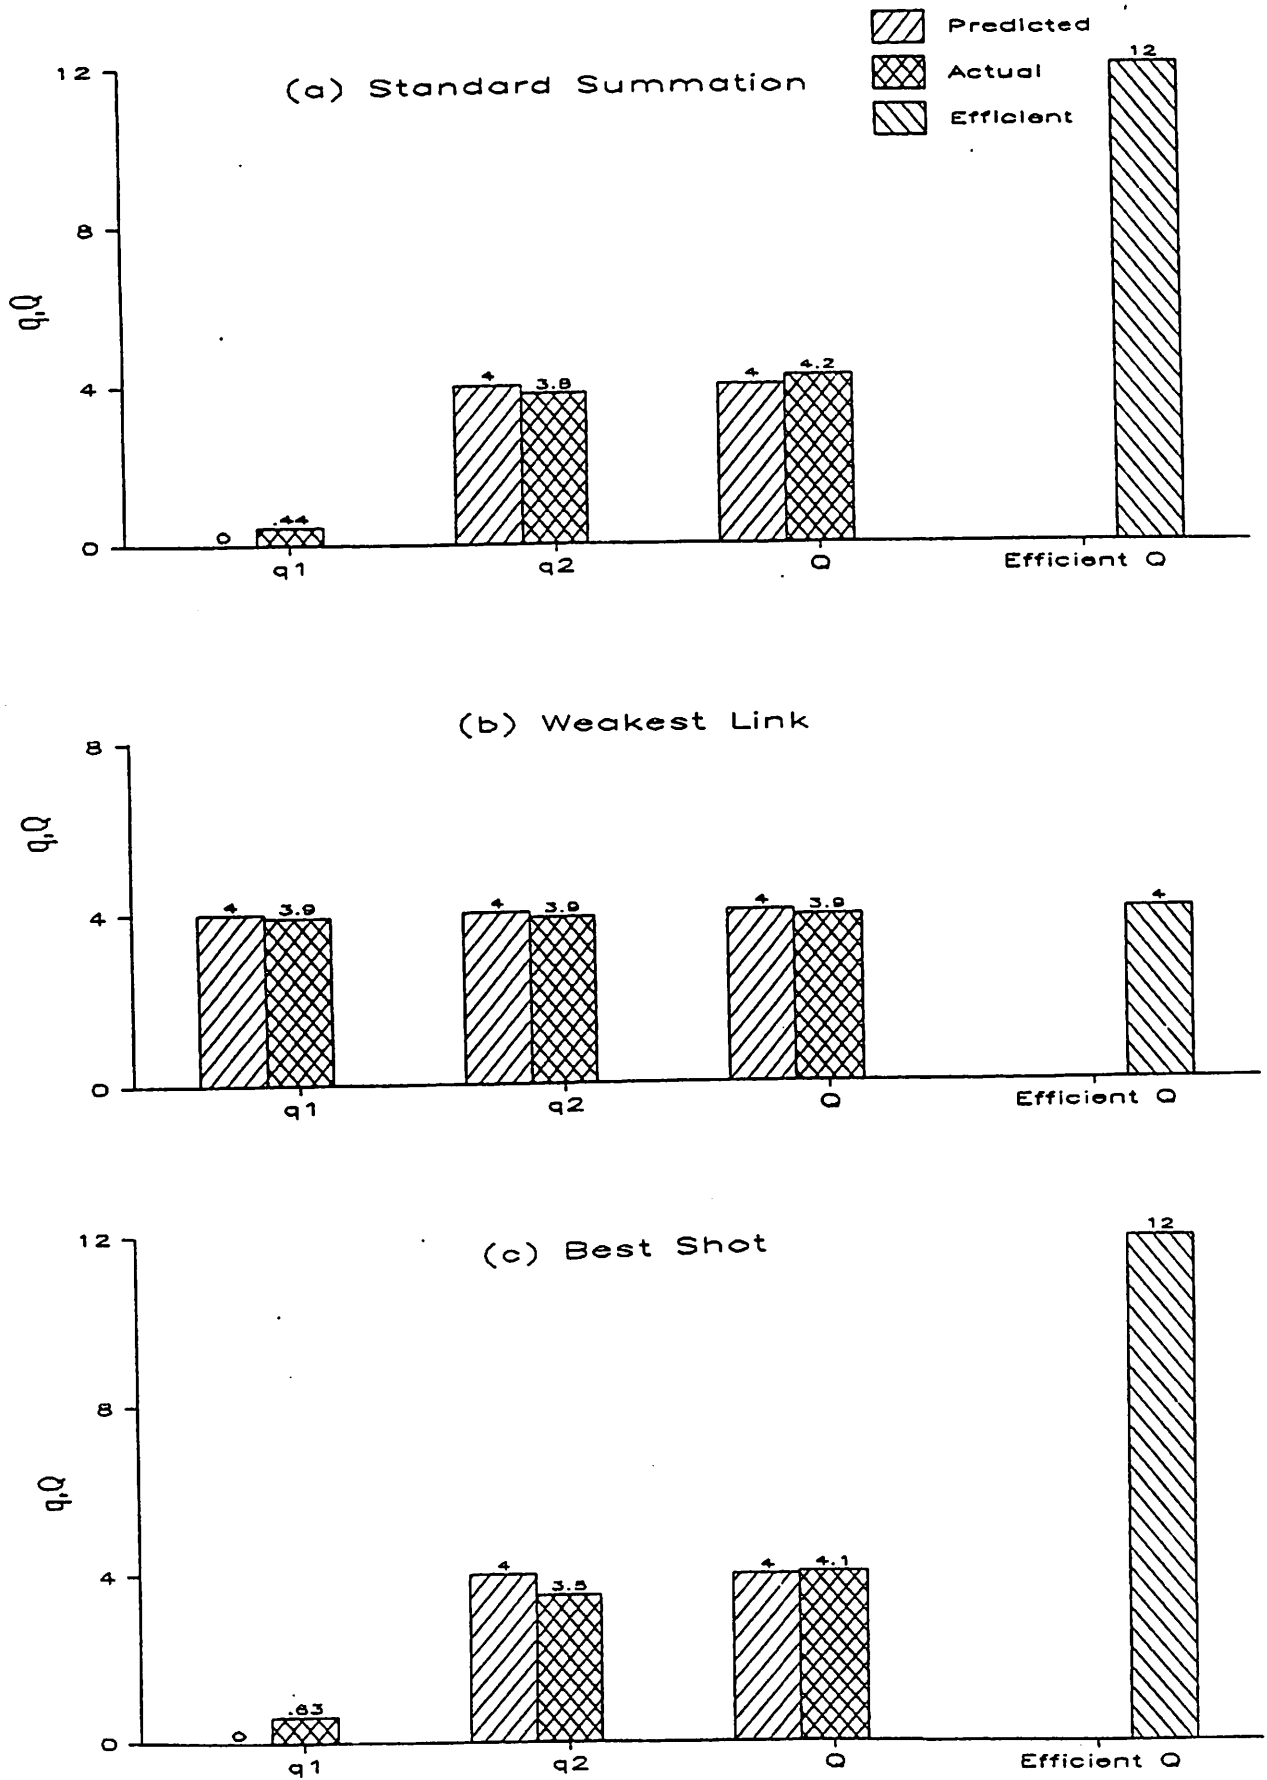 Predicted
Actual
Efficient
(a) Standard Summation
q,Q
12
8
4
0
0
.44
4
3.8
4
4.2
12
q1
q2
Q
Efficient Q
(b) Weakest Link
q,Q
8
4
0
4
3.9
4
3.9
4
3.9
4
q1
q2
Q
Efficient Q
(c) Best Shot
q,Q
12
8
4
0
0
.63
4
3.5
4
4.1
12
q1
q2
Q
Efficient Q